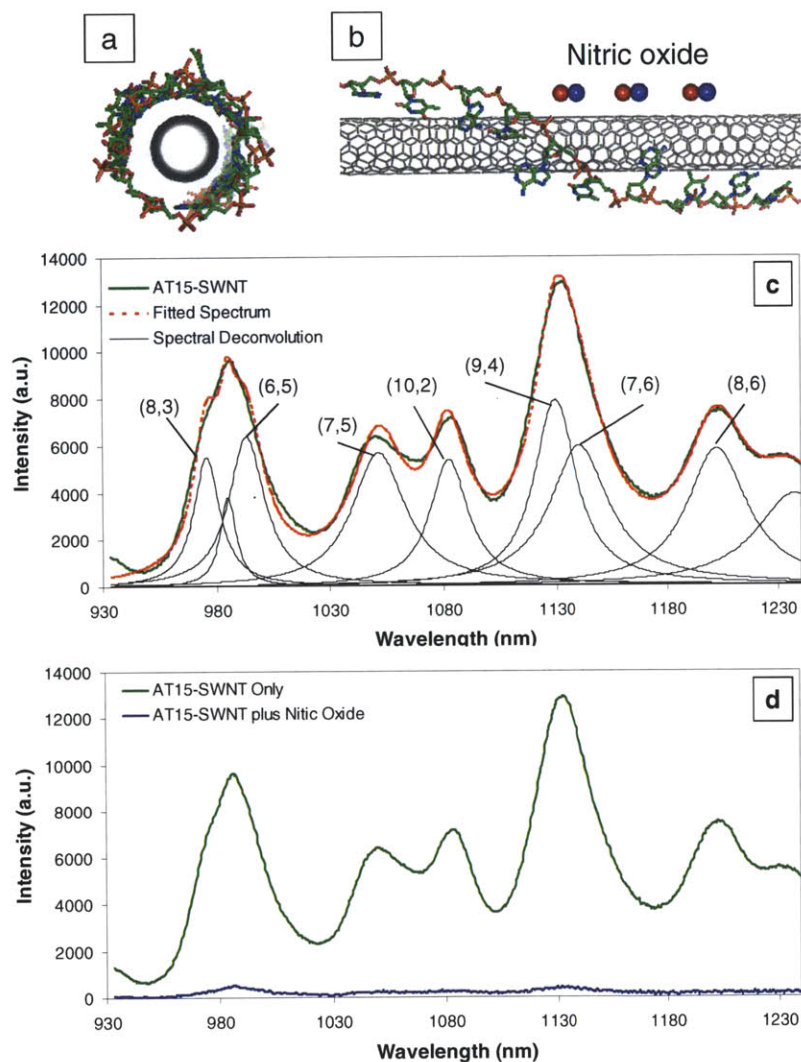 a
b
Nitric oxide
14000
12000
10000
8000
6000
4000
2000
0
Intensity (a.u.)
AT15-SWNT
Fitted Spectrum
Spectral Deconvolution
c
(8,3)
(6,5)
(7,5)
(10,2)
(9,4)
(7,6)
(8,6)
930 980 1030 1080 1130 1180 1230
Wavelength (nm)
14000
12000
10000
8000
6000
4000
2000
0
Intensity (a.u.)
AT15-SWNT Only
AT15-SWNT plus Nitic Oxide
d
930 980 1030 1080 1130 1180 1230
Wavelength (nm)